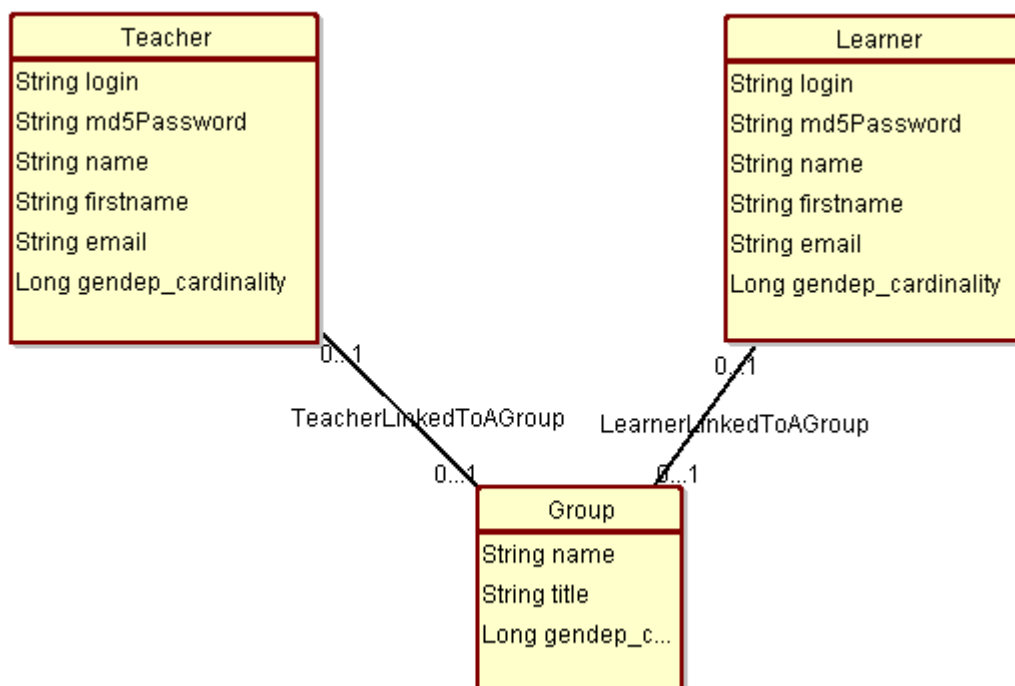 Teacher
String login
String md5Password
String name
String firstname
String email
Long gendep_cardinality
Learner
String login
String md5Password
String name
String firstname
String email
Long gendep_cardinality
0...1
0...1
TeacherLinkedToAGroup
LearnerLinkedToAGroup
0...1
0...1
Group
String name
String title
Long gendep_c...